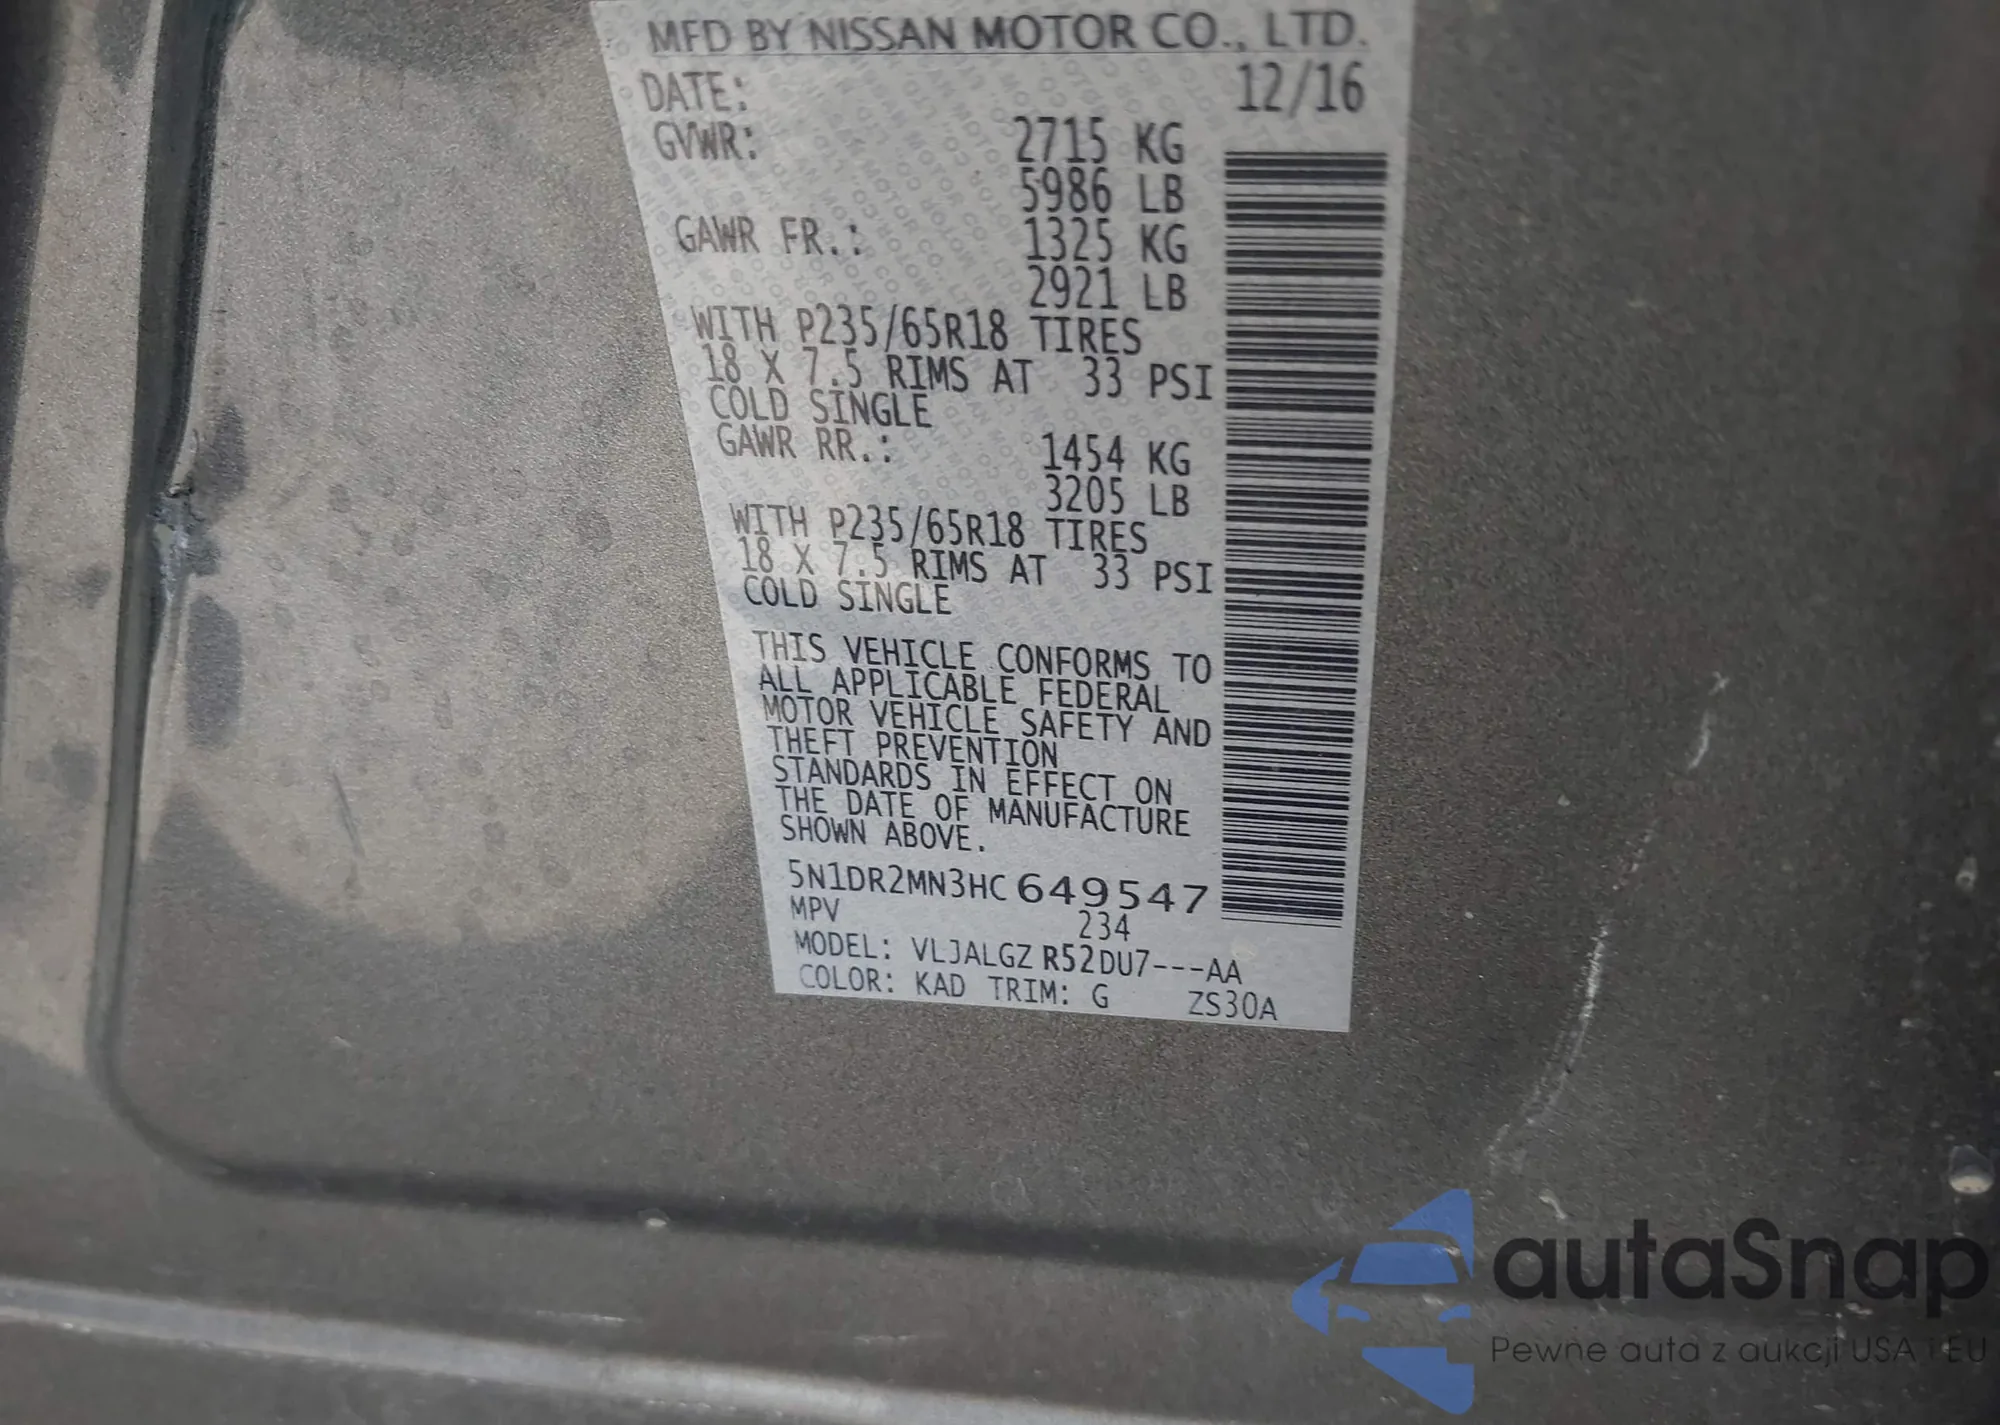 MFD BY NISSAN MOTOR CO., LTD.
DATE: 12/16
GVWR: 2715 KG
5986 LB
GAWR FR.: 1325 KG
2921 LB
WITH P235/65R18 TIRES
18 X 7.5 RIMS AT 33 PSI
COLD SINGLE
GAWR RR.: 1454 KG
3205 LB
WITH P235/65R18 TIRES
18 X 7.5 RIMS AT 33 PSI
COLD SINGLE
THIS VEHICLE CONFORMS TO
ALL APPLICABLE FEDERAL
MOTOR VEHICLE SAFETY AND
THEFT PREVENTION
STANDARDS IN EFFECT ON
THE DATE OF MANUFACTURE
SHOWN ABOVE.
5N1DR2MN3HC649547
MPV 234
MODEL: VLJALGZ R52DU7---AA
COLOR: KAD TRIM: G ZS30A
autaSnap
Pewne auta z aukcji USA i EU